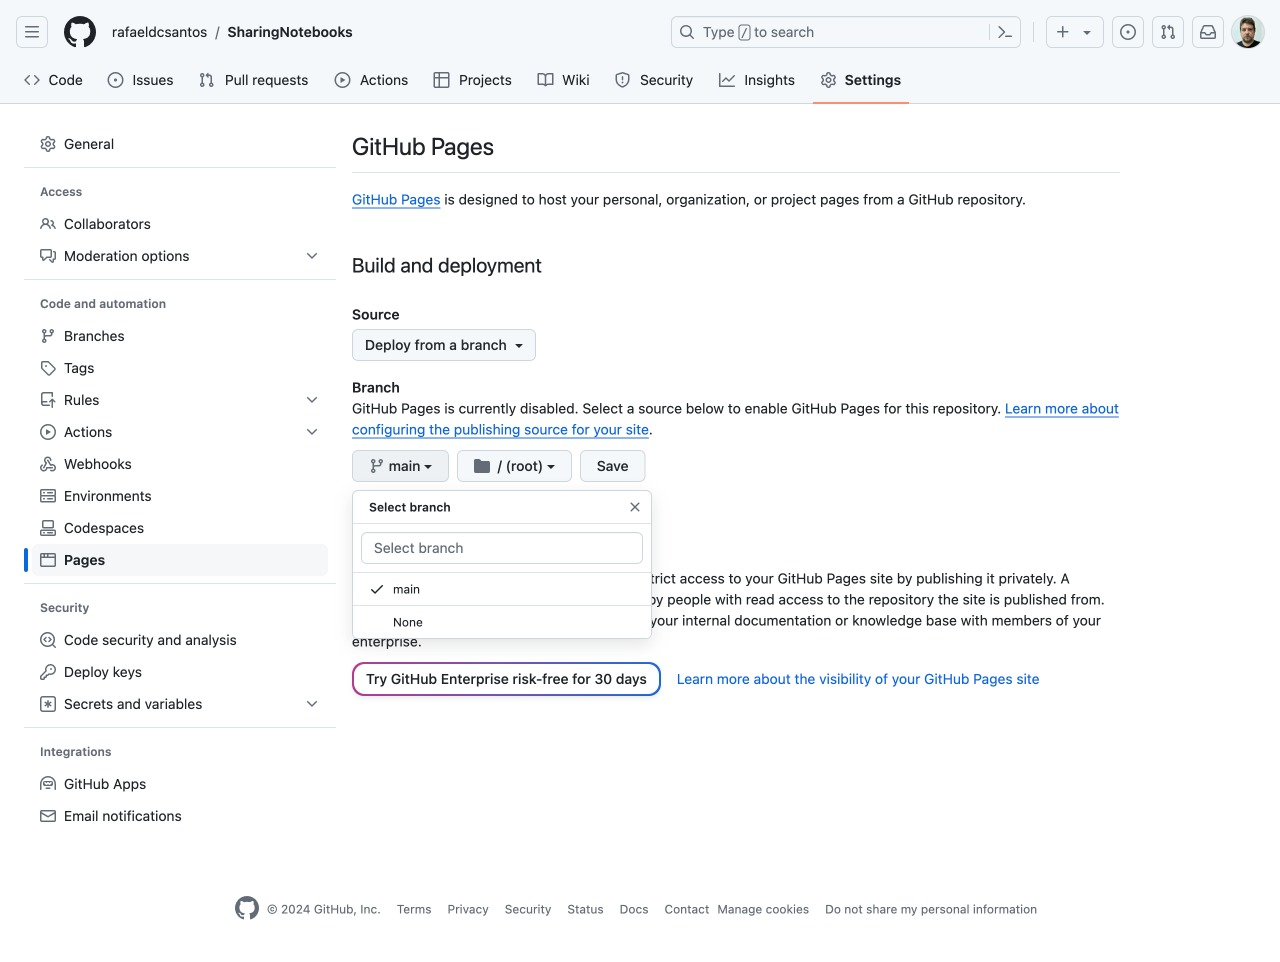 rafaeldcsantos / SharingNotebooks
Type / to search
Code Issues Pull requests Actions Projects Wiki Security Insights Settings
General
Access
Collaborators
Moderation options
Code and automation
Branches
Tags
Rules
Actions
Webhooks
Environments
Codespaces
Pages
Security
Code security and analysis
Deploy keys
Secrets and variables
Integrations
GitHub Apps
Email notifications
GitHub Pages
GitHub Pages is designed to host your personal, organization, or project pages from a GitHub repository.
Build and deployment
Source
Deploy from a branch
Branch
GitHub Pages is currently disabled. Select a source below to enable GitHub Pages for this repository. Learn more about
configuring the publishing source for your site.
main / (root) Save
Select branch
Select branch
main
None
trict access to your GitHub Pages site by publishing it privately. A
by people with read access to the repository the site is published from.
your internal documentation or knowledge base with members of your
enterprise.
Try GitHub Enterprise risk-free for 30 days Learn more about the visibility of your GitHub Pages site
© 2024 GitHub, Inc. Terms Privacy Security Status Docs Contact Manage cookies Do not share my personal information